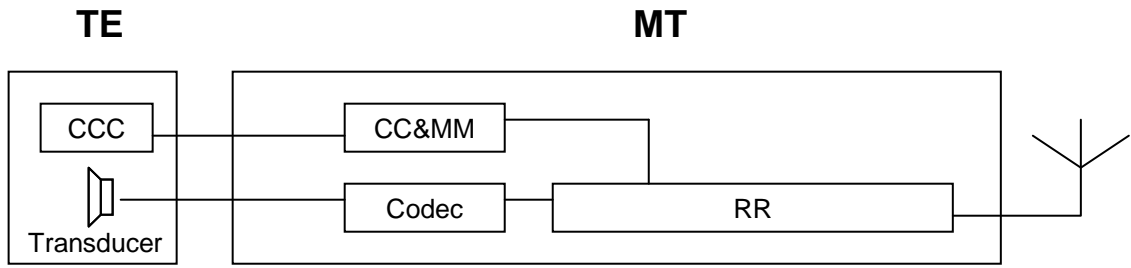 TE
MT
CCC
CC&MM
Codec
RR
Transducer